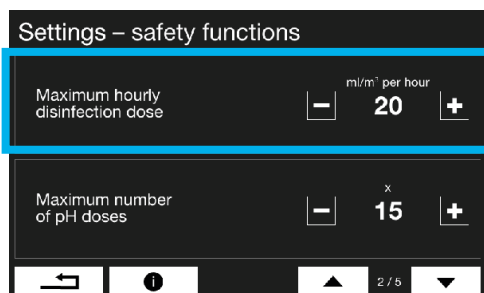 Settings – safety functions
Maximum hourly
disinfection dose
ml/m³ per hour
− 20 +
Maximum number
of pH doses
x
− 15 +
i
2/5